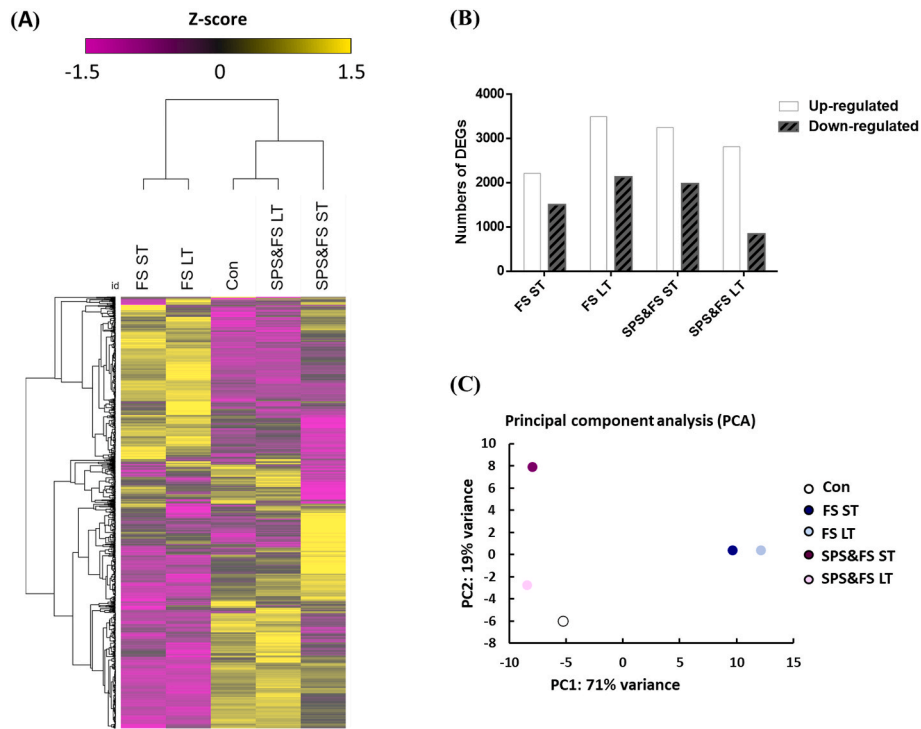 (A)
Z-score
-1.5 0 1.5
FS ST
FS LT
Con
SPS&FS LT
SPS&FS ST
id
(B)
Numbers of DEGs
4000
3000
2000
1000
0
FS ST
FS LT
SPS&FS ST
SPS&FS LT
Up-regulated
Down-regulated
(C)
Principal component analysis (PCA)
PC2: 19% variance
10
8
6
4
2
0
-2
-4
-6
-8
-10 -5 0 5 10 15
PC1: 71% variance
Con
FS ST
FS LT
SPS&FS ST
SPS&FS LT